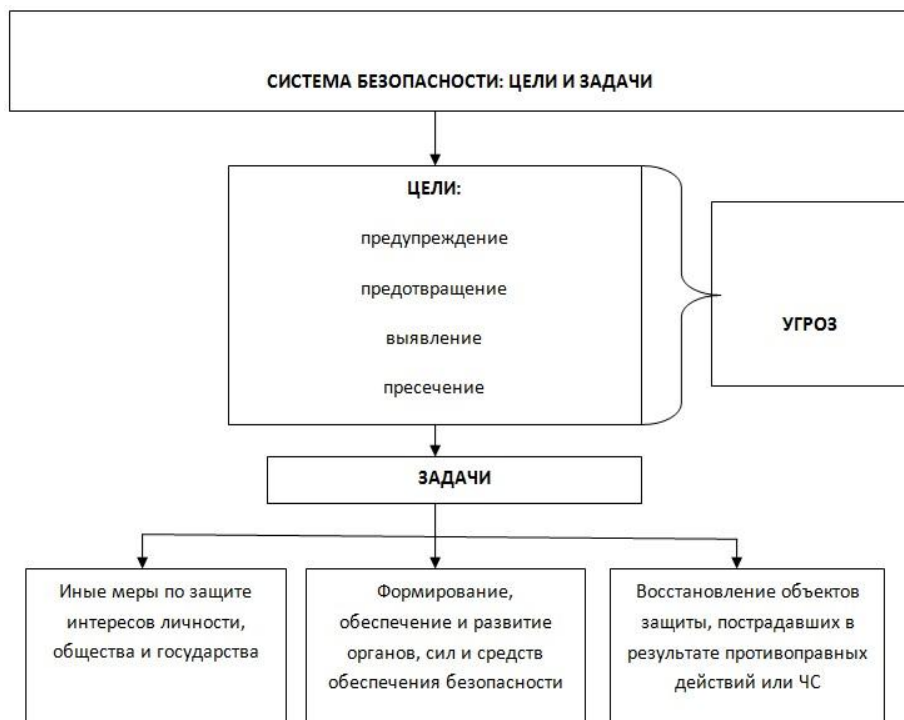 СИСТЕМА БЕЗОПАСНОСТИ: ЦЕЛИ И ЗАДАЧИ
ЦЕЛИ:
предупреждение
предотвращение
выявление
пресечение
УГРОЗ
ЗАДАЧИ
Иные меры по защите
интересов личности,
общества и государства
Формирование,
обеспечение и развитие
органов, сил и средств
обеспечения безопасности
Восстановление объектов
защиты, пострадавших в
результате противоправных
действий или ЧС